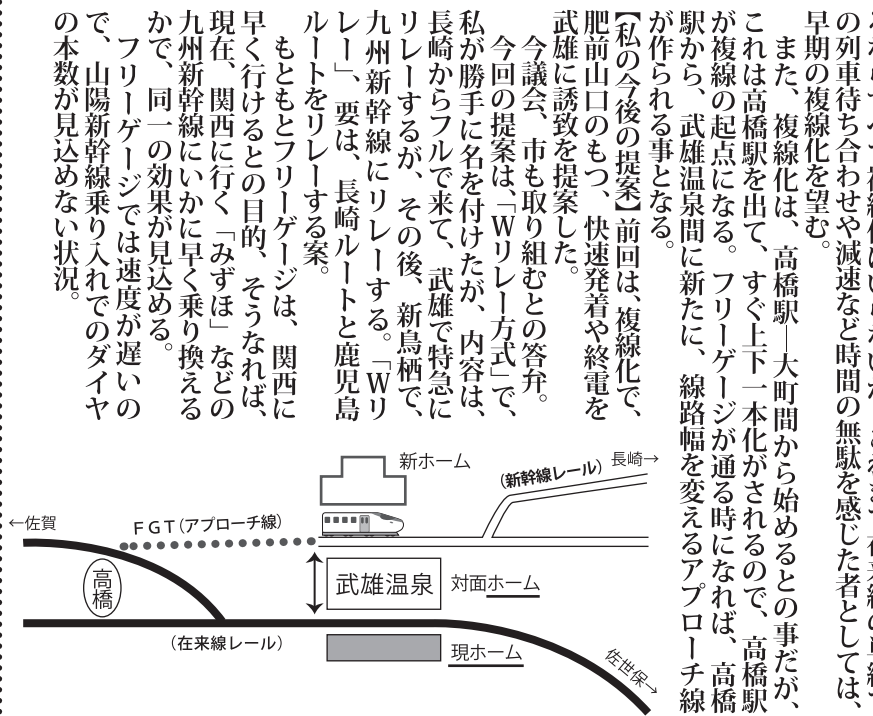 の列車待ち合わせや減速など時間の無駄を感じた者としては、
早期の複線化を望む。
また、複線化は、高橋駅―大町間から始めるとの事だが、
これは高橋駅を出て、すぐ上下一本化がされるので、高橋駅
が複線の起点になる。フリーゲージが通る時になれば、高橋
駅から、武雄温泉間に新たに、線路幅を変えるアプローチ線
が作られる事となる。
【私の今後の提案】前回は、複線化で、
肥前山口のもつ、快速発着や終電を
武雄に誘致を提案した。
今議会、市も取り組むとの答弁。
今回の提案は、「Wリレー方式」で、
私が勝手に名を付けたが、内容は、
長崎からフルで来て、武雄で特急に
リレーするが、その後、新鳥栖で、
九州新幹線にリレーする。「Wリ
レー」、要は、長崎ルートと鹿児島
ルートをリレーする案。
もともとフリーゲージは、関西に
早く行けるとの目的、そうなれば、
現在、関西に行く「みずほ」などの
九州新幹線にいかに早く乗り換える
かで、同一の効果が見込める。
フリーゲージでは速度が遅いの
で、山陽新幹線乗り入れでのダイヤ
の本数が見込めない状況。
新ホーム
(新幹線レール)
長崎→
←佐賀
FGT(アプローチ線)
高橋
武雄温泉
対面ホーム
(在来線レール)
現ホーム
佐世保→